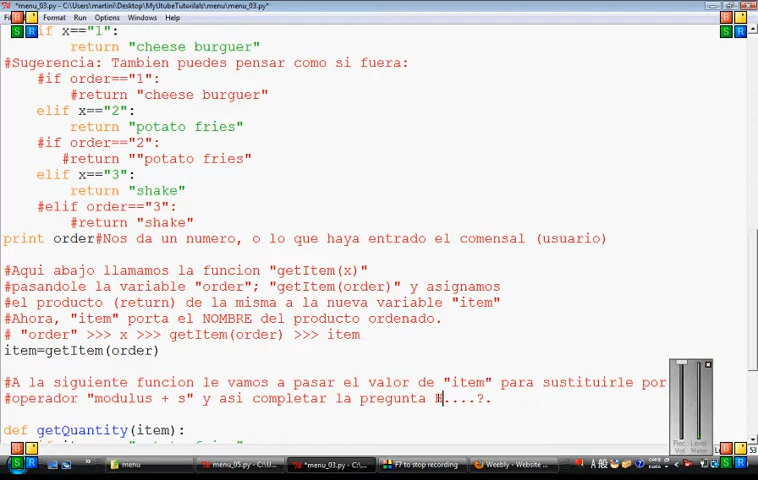 *menu_03.py - C:\Users\martini\Desktop\MyUtubeTutorials\menu\menu_03.py*
File Edit Format Run Options Windows Help
if x=="1":
return "cheese burguer"
#Sugerencia: Tambien puedes pensar como si fuera:
#if order=="1":
#return "cheese burguer"
elif x=="2":
return "potato fries"
#if order=="2":
#return ""potato fries"
elif x=="3":
return "shake"
#elif order=="3":
#return "shake"
print order#Nos da un numero, o lo que haya entrado el comensal (usuario)
#Aqui abajo llamamos la funcion "getItem(x)"
#pasandole la variable "order"; "getItem(order)" y asignamos
#el producto (return) de la misma a la nueva variable "item"
#Ahora, "item" porta el NOMBRE del producto ordenado.
# "order" >>> x >>> getItem(order) >>> item
item=getItem(order)
#A la siguiente funcion le vamos a pasar el valor de "item" para sustituirle por
#operador "modulus + s" y asi completar la pregunta H....?.
def getQuantity(item):
Rec Vol
Level Meter
menu
menu_05.py - C:\U...
*menu_03.py - C:\...
F7 to stop recording
Weebly - Website ...
53